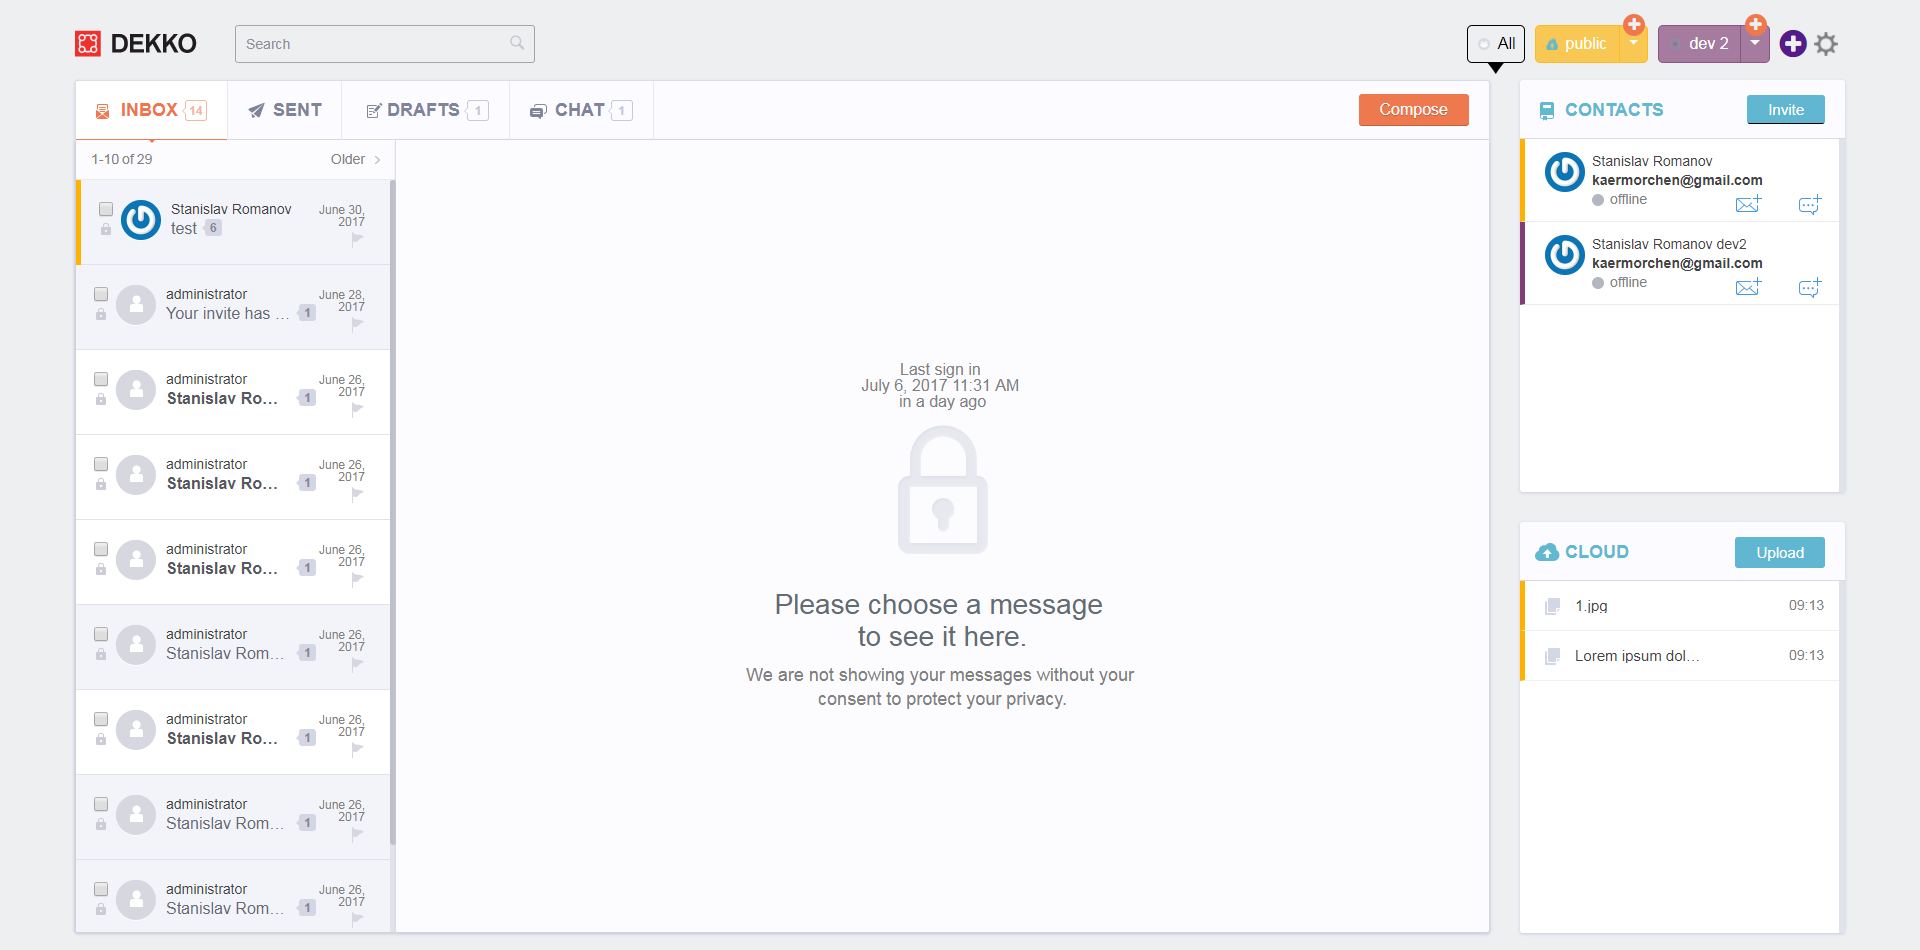 DEKKO
Search
All
public
dev 2
INBOX 14
SENT
DRAFTS 1
CHAT 1
Compose
1-10 of 29
Older
Stanislav Romanov
June 30, 2017
test 6
administrator
June 28, 2017
Your invite has ... 1
administrator
June 26, 2017
Stanislav Ro... 1
administrator
June 26, 2017
Stanislav Ro... 1
administrator
June 26, 2017
Stanislav Ro... 1
administrator
June 26, 2017
Stanislav Rom... 1
administrator
June 26, 2017
Stanislav Ro... 1
administrator
June 26, 2017
Stanislav Rom... 1
administrator
June 26, 2017
Stanislav Rom... 1
Last sign in
July 6, 2017 11:31 AM
in a day ago
Please choose a message
to see it here.
We are not showing your messages without your
consent to protect your privacy.
CONTACTS
Invite
Stanislav Romanov
kaermorchen@gmail.com
offline
Stanislav Romanov dev2
kaermorchen@gmail.com
offline
CLOUD
Upload
1.jpg 09:13
Lorem ipsum dol... 09:13